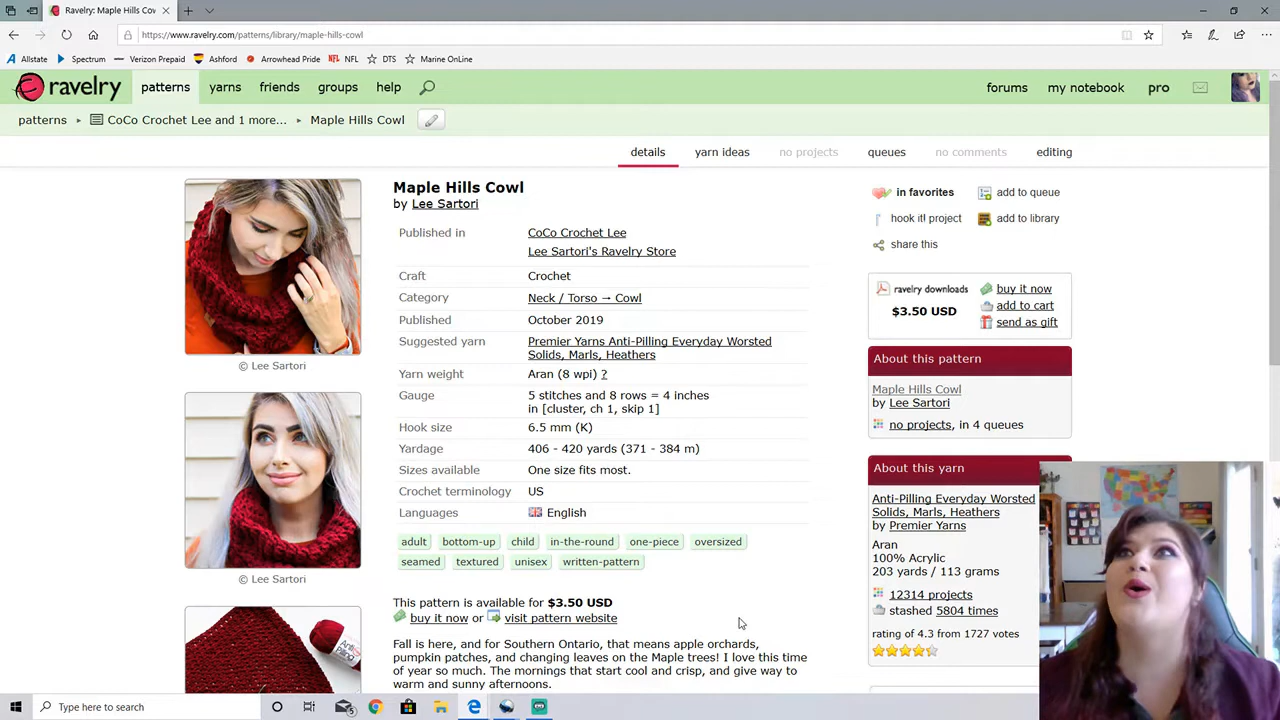 Ravelry: Maple Hills Cowl
https://www.ravelry.com/patterns/library/maple-hills-cowl
Allstate Spectrum Verizon Prepaid Ashford Arrowhead Pride NFL NFL DTS Marine OnLine
ravelry patterns yarns friends groups help forums my notebook pro
patterns CoCo Crochet Lee and 1 more... Maple Hills Cowl
details yarn ideas no projects queues no comments editing
© Lee Sartori
© Lee Sartori
Anti-Pilling
Maple Hills Cowl
by Lee Sartori
Published in CoCo Crochet Lee
Lee Sartori's Ravelry Store
Craft Crochet
Category Neck / Torso → Cowl
Published October 2019
Suggested yarn Premier Yarns Anti-Pilling Everyday Worsted
Solids, Marls, Heathers
Yarn weight Aran (8 wpi) ?
Gauge 5 stitches and 8 rows = 4 inches
in [cluster, ch 1, skip 1]
Hook size 6.5 mm (K)
Yardage 406 - 420 yards (371 - 384 m)
Sizes available One size fits most.
Crochet terminology US
Languages English
adult bottom-up child in-the-round one-piece oversized
seamed textured unisex written-pattern
This pattern is available for $3.50 USD
buy it now or visit pattern website
Fall is here, and for Southern Ontario, that means apple orchards,
pumpkin patches, and changing leaves on the Maple trees! I love this time
of year so much. The mornings that start cool and crisp, and give way to
warm and sunny afternoons.
in favorites add to queue
hook it! project add to library
share this
ravelry downloads
$3.50 USD
buy it now
add to cart
send as gift
About this pattern
Maple Hills Cowl
by Lee Sartori
no projects, in 4 queues
About this yarn
Anti-Pilling Everyday Worsted
Solids, Marls, Heathers
by Premier Yarns
Aran
100% Acrylic
203 yards / 113 grams
12314 projects
stashed 5804 times
rating of 4.3 from 1727 votes
Type here to search
5